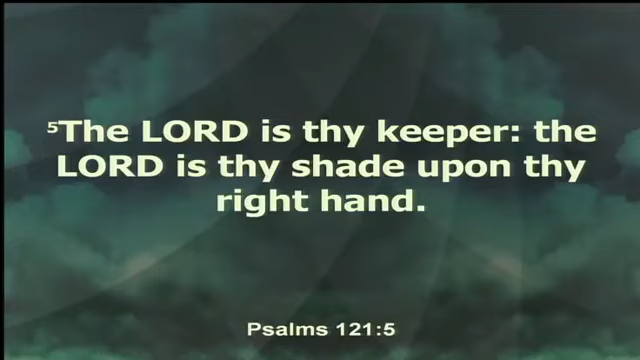 ⁵The LORD is thy keeper: the
LORD is thy shade upon thy
right hand.
Psalms 121:5